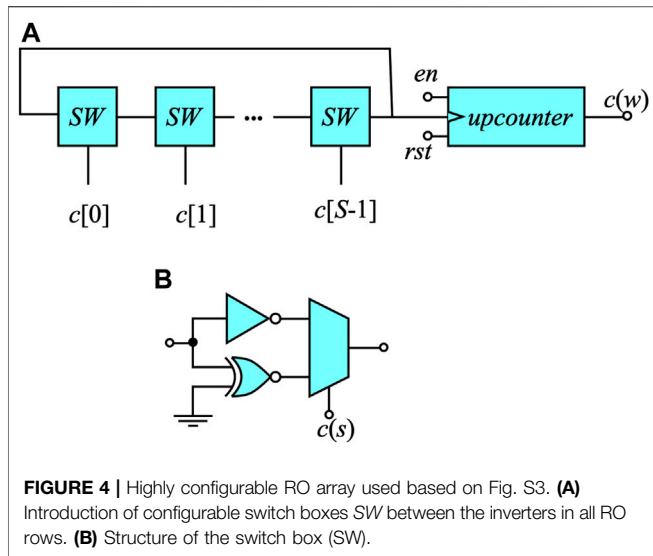 A
SW SW ... SW
en
rst
upcounter
c(w)
c[0] c[1] c[S-1]
B
c(s)
FIGURE 4 | Highly configurable RO array used based on Fig. S3. (A)
Introduction of configurable switch boxes SW between the inverters in all RO
rows. (B) Structure of the switch box (SW).